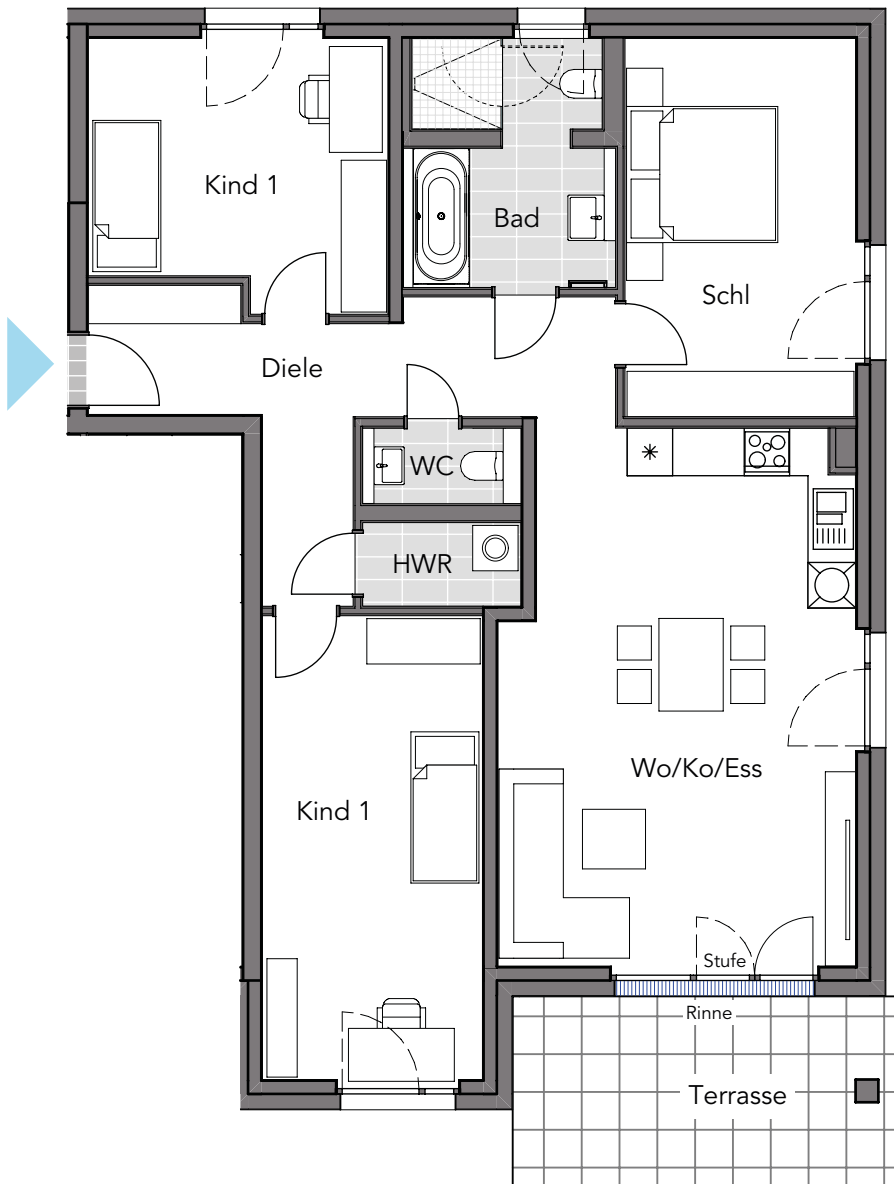 Kind 1
Bad
Schl
Diele
WC
HWR
Wo/Ko/Ess
Kind 1
Stufe
Rinne
Terrasse